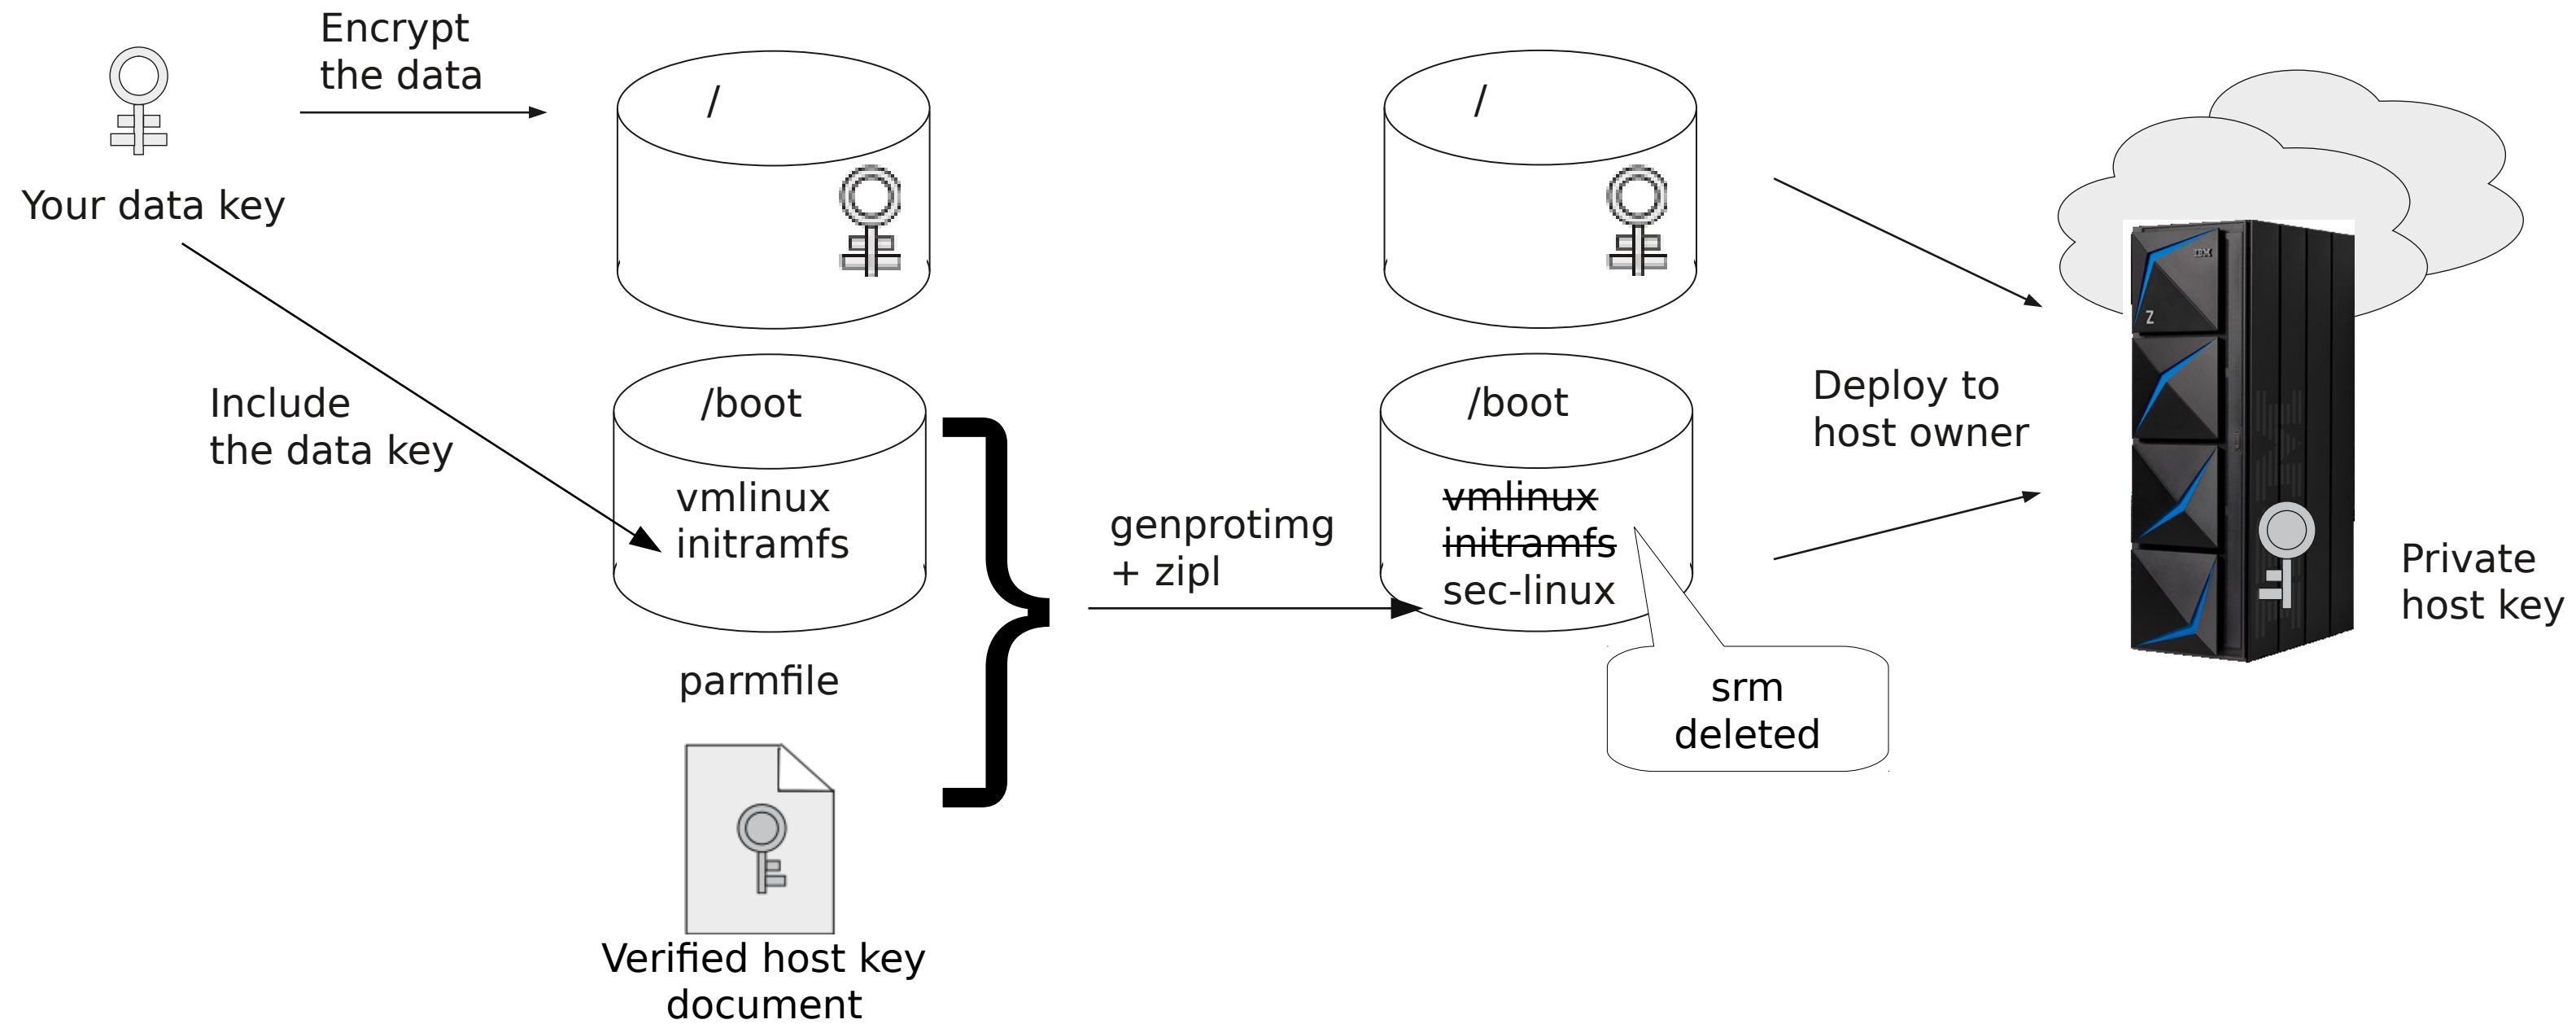 Encrypt
the data
Your data key
Include
the data key
/
/boot
vmlinux
initramfs
parmfile
Verified host key
document
genprotimg
+ zipl
/
/boot
vmlinux
initramfs
sec-linux
srm
deleted
Deploy to
host owner
IBM
Z
Private
host key